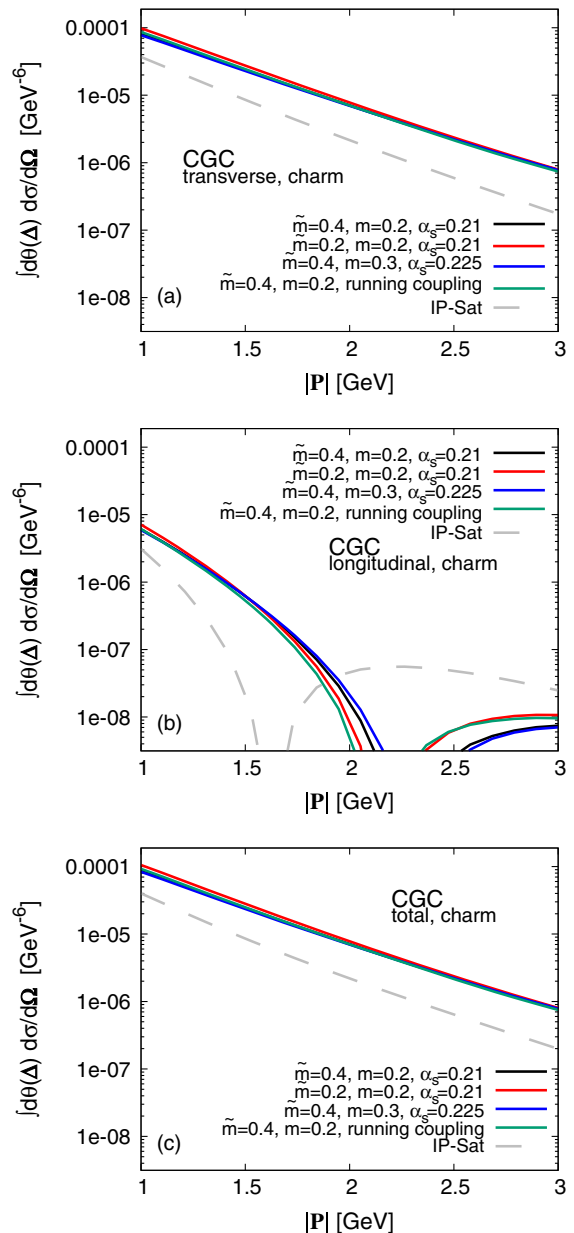 0.0001
1e-05
1e-06
1e-07
1e-08
∫dθ(Δ) dσ/dΩ [GeV⁻⁶]
CGC
transverse, charm
m̃=0.4, m=0.2, αₛ=0.21
m̃=0.2, m=0.2, αₛ=0.21
m̃=0.4, m=0.3, αₛ=0.225
m̃=0.4, m=0.2, running coupling
IP-Sat
(a)
1 1.5 2 2.5 3
|P| [GeV]
0.0001
1e-05
1e-06
1e-07
1e-08
∫dθ(Δ) dσ/dΩ [GeV⁻⁶]
m̃=0.4, m=0.2, αₛ=0.21
m̃=0.2, m=0.2, αₛ=0.21
m̃=0.4, m=0.3, αₛ=0.225
m̃=0.4, m=0.2, running coupling
IP-Sat
CGC
longitudinal, charm
(b)
1 1.5 2 2.5 3
|P| [GeV]
0.0001
1e-05
1e-06
1e-07
1e-08
∫dθ(Δ) dσ/dΩ [GeV⁻⁶]
CGC
total, charm
m̃=0.4, m=0.2, αₛ=0.21
m̃=0.2, m=0.2, αₛ=0.21
m̃=0.4, m=0.3, αₛ=0.225
m̃=0.4, m=0.2, running coupling
IP-Sat
(c)
1 1.5 2 2.5 3
|P| [GeV]